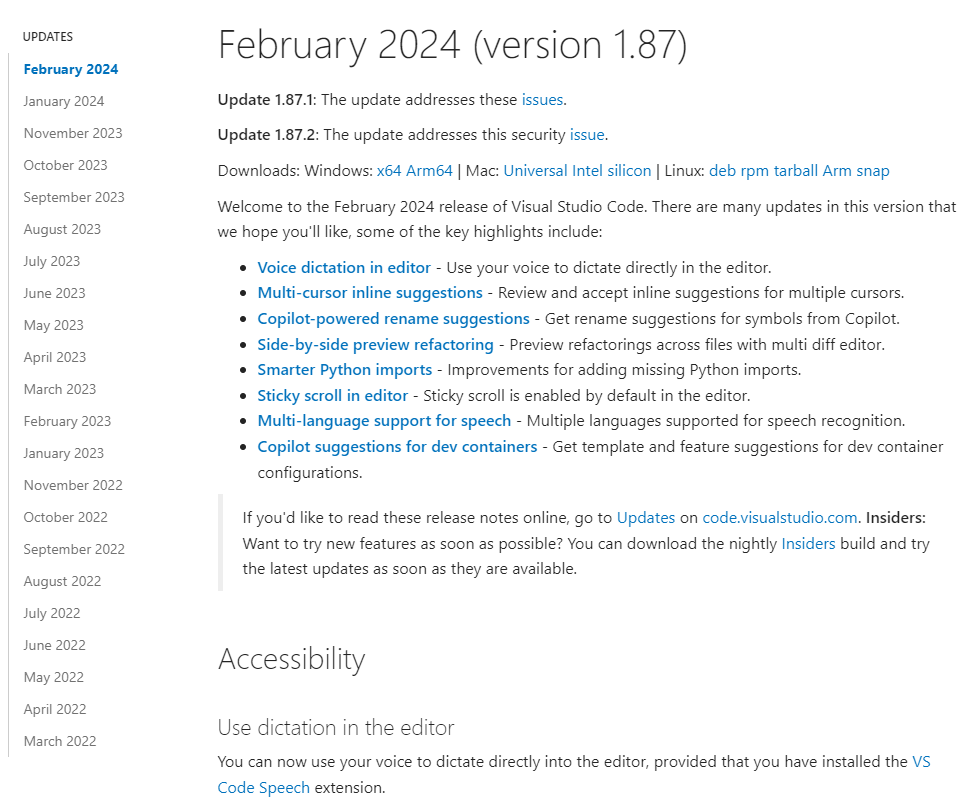 UPDATES
February 2024
January 2024
November 2023
October 2023
September 2023
August 2023
July 2023
June 2023
May 2023
April 2023
March 2023
February 2023
January 2023
November 2022
October 2022
September 2022
August 2022
July 2022
June 2022
May 2022
April 2022
March 2022
February 2024 (version 1.87)
Update 1.87.1: The update addresses these issues.
Update 1.87.2: The update addresses this security issue.
Downloads: Windows: x64 Arm64 | Mac: Universal Intel silicon | Linux: deb rpm tarball Arm snap
Welcome to the February 2024 release of Visual Studio Code. There are many updates in this version that
we hope you'll like, some of the key highlights include:
• Voice dictation in editor - Use your voice to dictate directly in the editor.
• Multi-cursor inline suggestions - Review and accept inline suggestions for multiple cursors.
• Copilot-powered rename suggestions - Get rename suggestions for symbols from Copilot.
• Side-by-side preview refactoring - Preview refactorings across files with multi diff editor.
• Smarter Python imports - Improvements for adding missing Python imports.
• Sticky scroll in editor - Sticky scroll is enabled by default in the editor.
• Multi-language support for speech - Multiple languages supported for speech recognition.
• Copilot suggestions for dev containers - Get template and feature suggestions for dev container
configurations.
If you'd like to read these release notes online, go to Updates on code.visualstudio.com. Insiders:
Want to try new features as soon as possible? You can download the nightly Insiders build and try
the latest updates as soon as they are available.
Accessibility
Use dictation in the editor
You can now use your voice to dictate directly into the editor, provided that you have installed the VS
Code Speech extension.